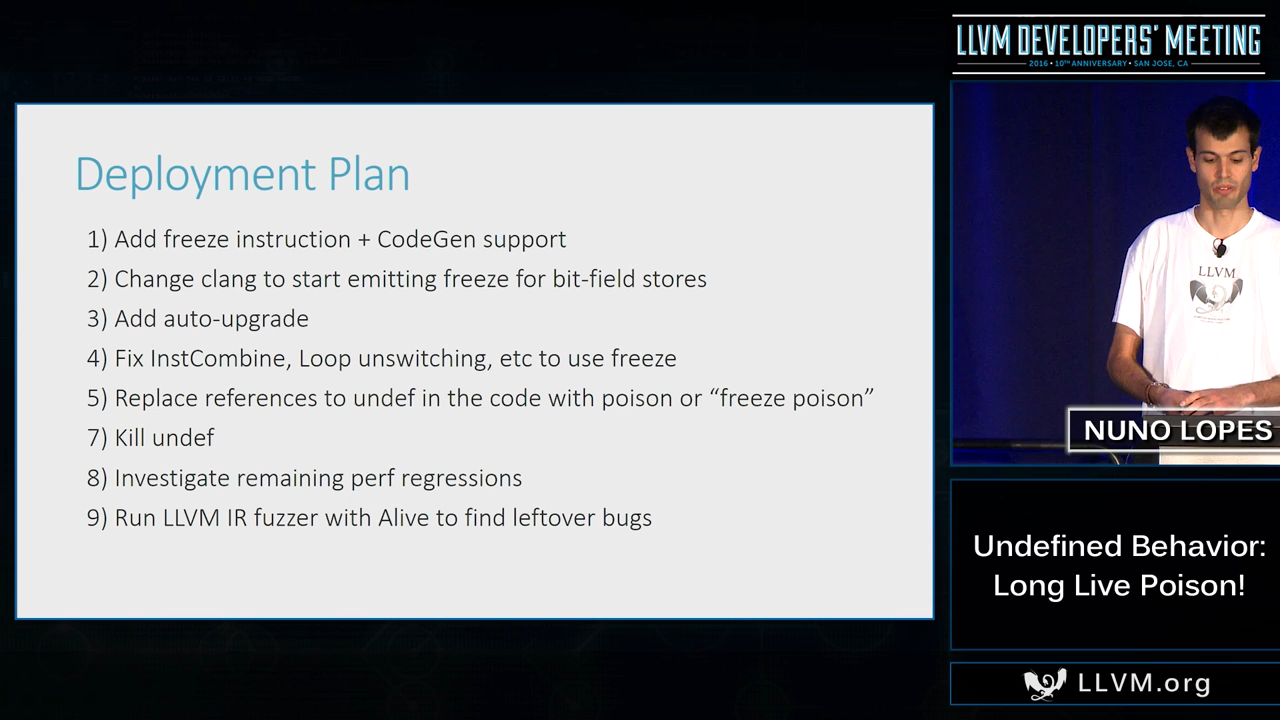 LLVM DEVELOPERS' MEETING
2016 • 10TH ANNIVERSARY • SAN JOSE, CA
Deployment Plan
1) Add freeze instruction + CodeGen support
2) Change clang to start emitting freeze for bit-field stores
3) Add auto-upgrade
4) Fix InstCombine, Loop unswitching, etc to use freeze
5) Replace references to undef in the code with poison or “freeze poison”
7) Kill undef
8) Investigate remaining perf regressions
9) Run LLVM IR fuzzer with Alive to find leftover bugs
LLVM
NUNO LOPES
Undefined Behavior:
Long Live Poison!
LLVM.org